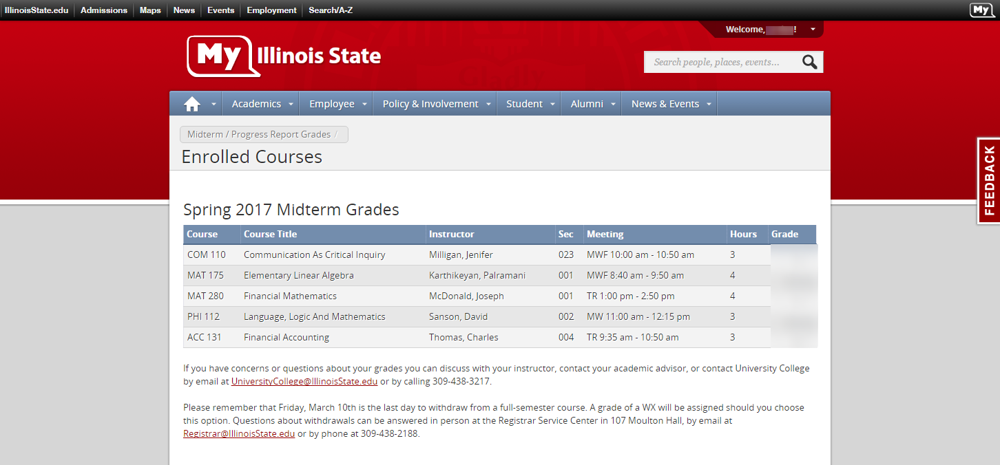 IllinoisState.edu Admissions Maps News Events Employment Search/A-Z My
Welcome, !
My Illinois State
Search people, places, events...
Academics Employee Policy & Involvement Student Alumni News & Events
Midterm / Progress Report Grades /
Enrolled Courses
FEEDBACK
Spring 2017 Midterm Grades
Course Course Title Instructor Sec Meeting Hours Grade
COM 110 Communication As Critical Inquiry Milligan, Jenifer 023 MWF 10:00 am - 10:50 am 3
MAT 175 Elementary Linear Algebra Karthikeyan, Palramani 001 MWF 8:40 am - 9:50 am 4
MAT 280 Financial Mathematics McDonald, Joseph 001 TR 1:00 pm - 2:50 pm 4
PHI 112 Language, Logic And Mathematics Sanson, David 002 MW 11:00 am - 12:15 pm 3
ACC 131 Financial Accounting Thomas, Charles 004 TR 9:35 am - 10:50 am 3
If you have concerns or questions about your grades you can discuss with your instructor, contact your academic advisor, or contact University College
by email at UniversityCollege@IllinoisState.edu or by calling 309-438-3217.
Please remember that Friday, March 10th is the last day to withdraw from a full-semester course. A grade of a WX will be assigned should you choose
this option. Questions about withdrawals can be answered in person at the Registrar Service Center in 107 Moulton Hall, by email at
Registrar@IllinoisState.edu or by phone at 309-438-2188.